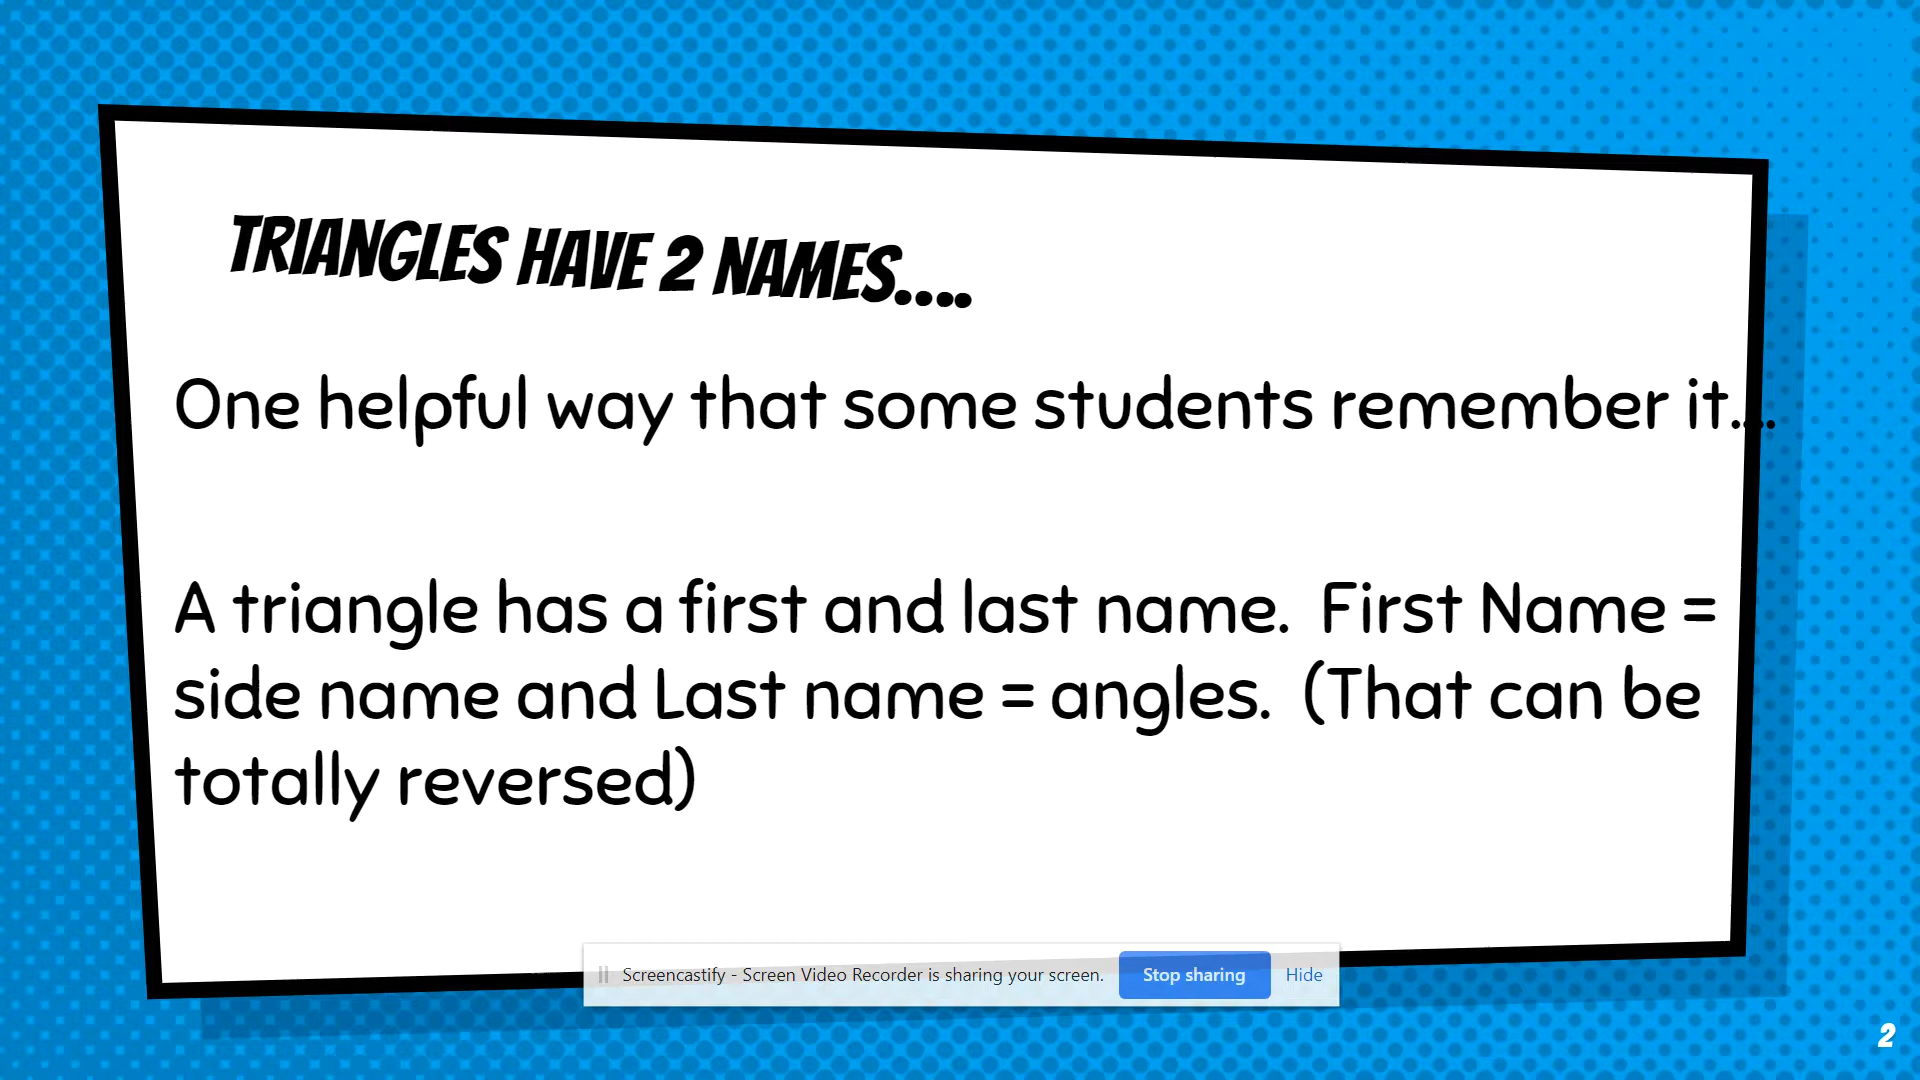 TRIANGLES HAVE 2 NAMES....
One helpful way that some students remember it...
A triangle has a first and last name.  First Name =
side name and Last name = angles.  (That can be
totally reversed)
Screencastify - Screen Video Recorder is sharing your screen. Stop sharing Hide
2